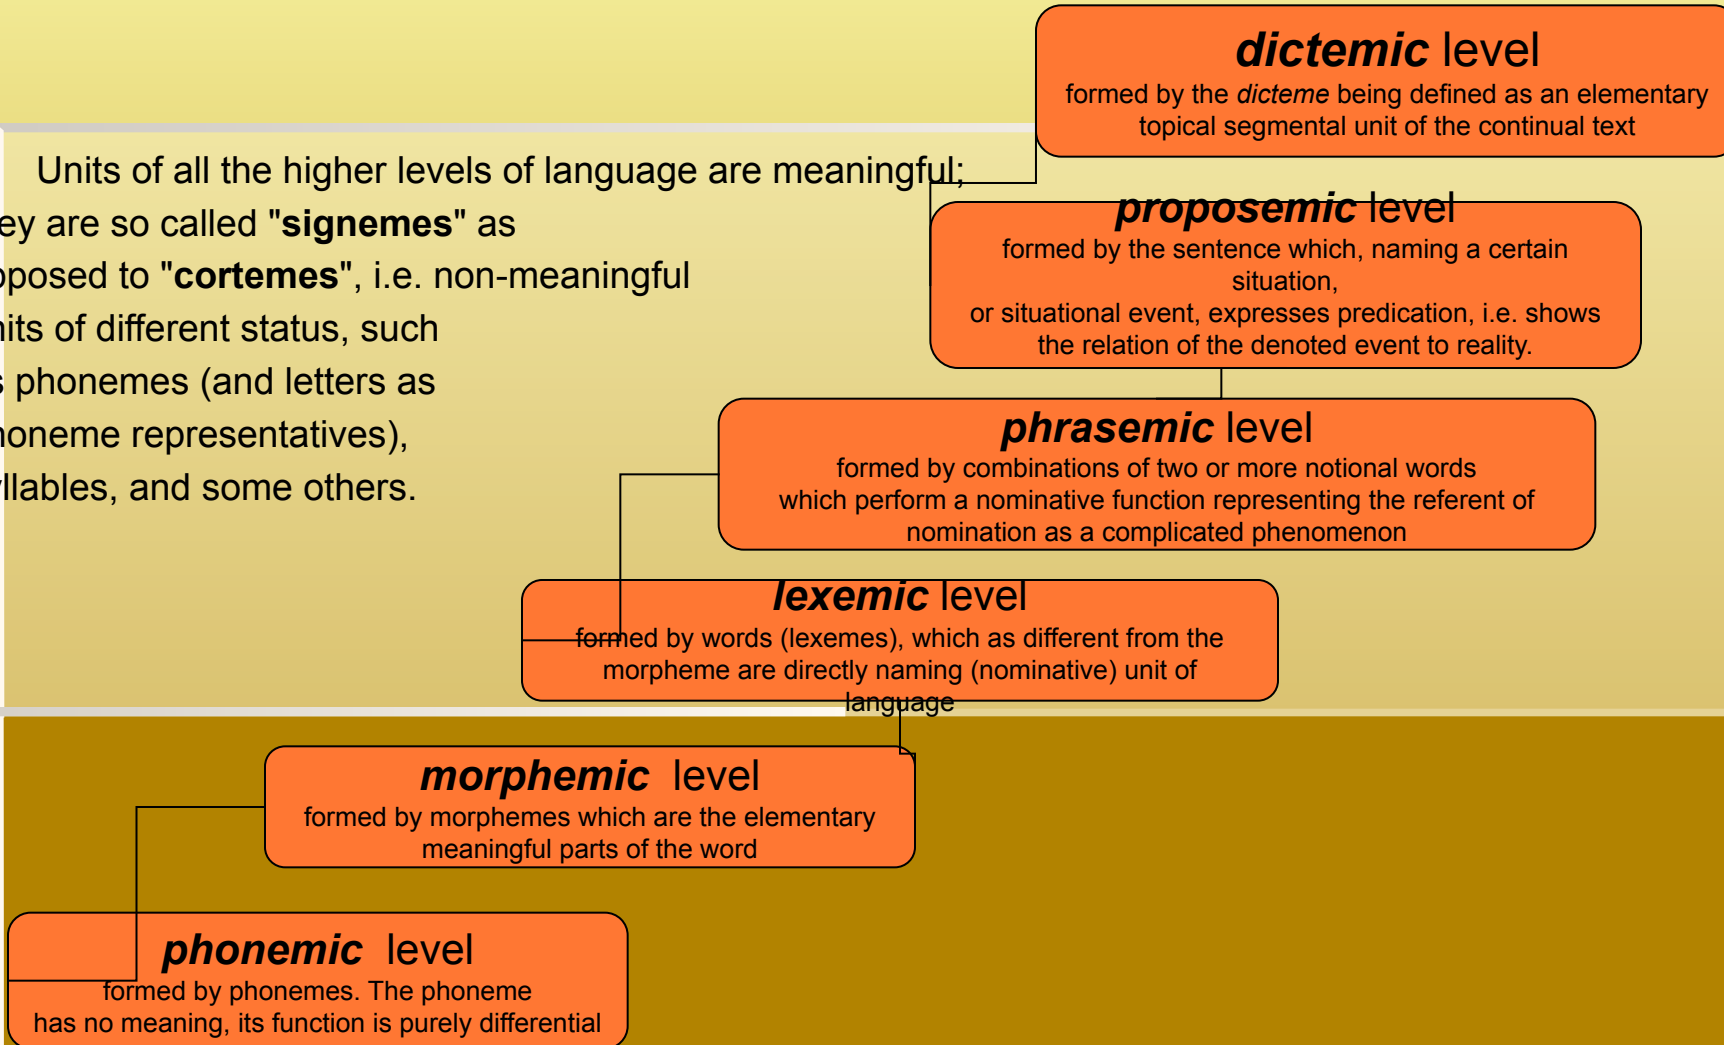 dictemic level
formed by the dicteme being defined as an elementary
topical segmental unit of the continual text
Units of all the higher levels of language are meaningful;
ey are so called "signemes" as
pposed to "cortemes", i.e. non-meaningful
nits of different status, such
s phonemes (and letters as
honeme representatives),
yllables, and some others.
proposemic level
formed by the sentence which, naming a certain
situation,
or situational event, expresses predication, i.e. shows
the relation of the denoted event to reality.
phrasemic level
formed by combinations of two or more notional words
which perform a nominative function representing the referent of
nomination as a complicated phenomenon
lexemic level
formed by words (lexemes), which as different from the
morpheme are directly naming (nominative) unit of
language
morphemic level
formed by morphemes which are the elementary
meaningful parts of the word
phonemic level
formed by phonemes. The phoneme
has no meaning, its function is purely differential